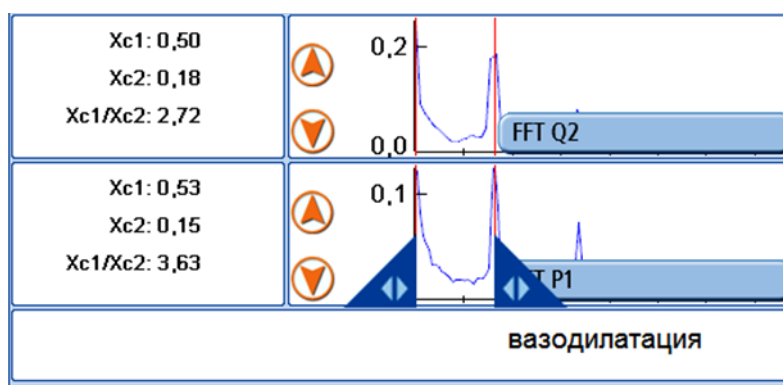 Xc1: 0,50
Xc2: 0,18
Xc1/Xc2: 2,72
0,2
0,0
FFT Q2
Xc1: 0,53
Xc2: 0,15
Xc1/Xc2: 3,63
0,1
T P1
вазодилатация